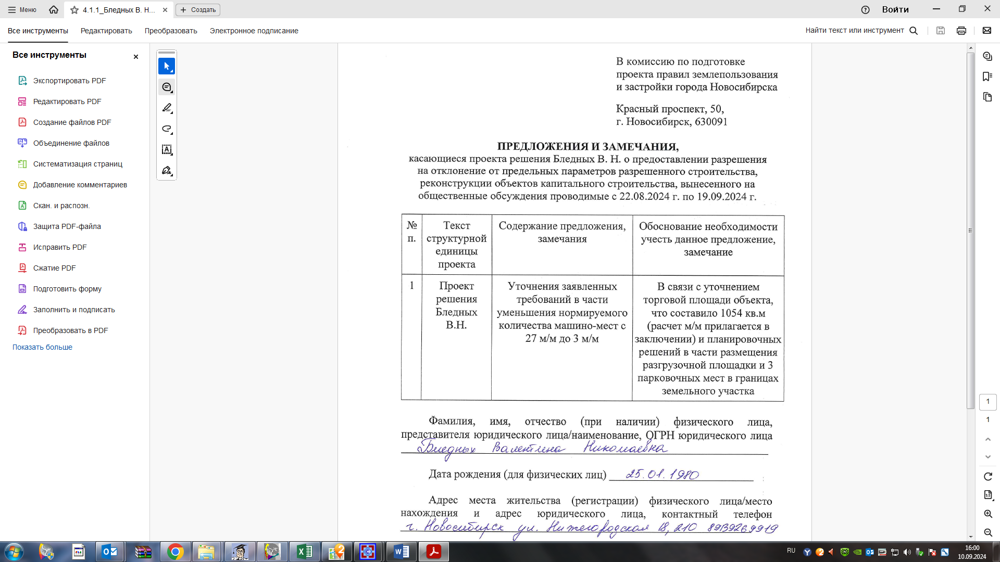 Меню
4.1.1_Бледных В. Н...
Создать
Войти
Все инструменты
Редактировать
Преобразовать
Электронное подписание
Найти текст или инструмент
Все инструменты
Экспортировать PDF
Редактировать PDF
Создание файлов PDF
Объединение файлов
Систематизация страниц
Добавление комментариев
Скан. и распозн.
Защита PDF-файла
Исправить PDF
Сжатие PDF
Подготовить форму
Заполнить и подписать
Преобразовать в PDF
Показать больше
В комиссию по подготовке
проекта правил землепользования
и застройки города Новосибирска
Красный проспект, 50,
г. Новосибирск, 630091
ПРЕДЛОЖЕНИЯ И ЗАМЕЧАНИЯ,
касающиеся проекта решения Бледных В. Н. о предоставлении разрешения
на отклонение от предельных параметров разрешенного строительства,
реконструкции объектов капитального строительства, вынесенного на
общественные обсуждения проводимые с 22.08.2024 г. по 19.09.2024 г.
№
п.
Текст
структурной
единицы
проекта
Содержание предложения,
замечания
Обоснование необходимости
учесть данное предложение,
замечание
1
Проект
решения
Бледных
В.Н.
Уточнения заявленных
требований в части
уменьшения нормируемого
количества машино-мест с
27 м/м до 3 м/м
В связи с уточнением
торговой площади объекта,
что составило 1054 кв.м
(расчет м/м прилагается в
заключении) и планировочных
решений в части размещения
разгрузочной площадки и 3
парковочных мест в границах
земельного участка
Фамилия, имя, отчество (при наличии) физического лица,
представителя юридического лица/наименование, ОГРН юридического лица
Бледных Валентина Николаевна
Дата рождения (для физических лиц) 25.01.1980
Адрес места жительства (регистрации) физического лица/место
нахождения и адрес юридического лица, контактный телефон
г. Новосибирск ул. Нижегородская 18, 210 89139269919
1
1
RU
16:00
10.09.2024